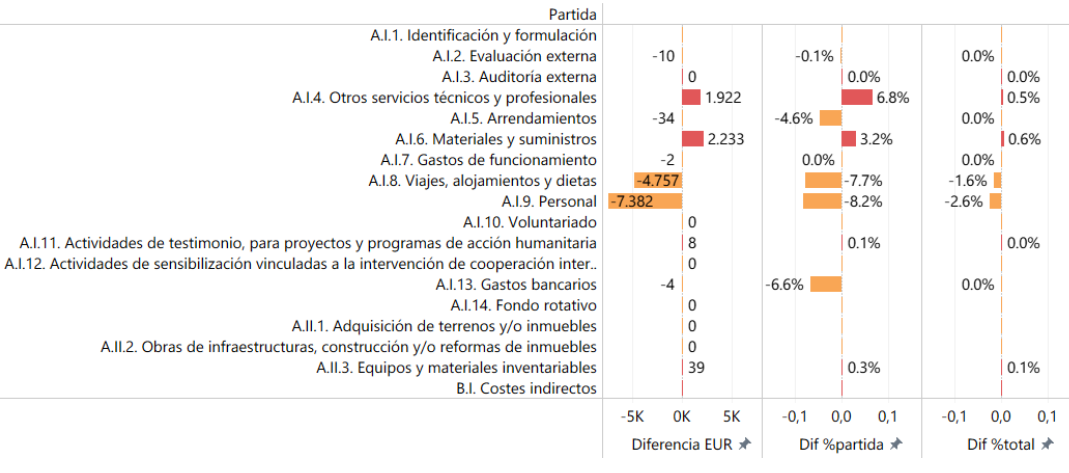 Partida
A.I.1. Identificación y formulación
A.I.2. Evaluación externa -10 -0.1% 0.0%
A.I.3. Auditoría externa 0 0.0% 0.0%
A.I.4. Otros servicios técnicos y profesionales 1.922 6.8% 0.5%
A.I.5. Arrendamientos -34 -4.6% 0.0%
A.I.6. Materiales y suministros 2.233 3.2% 0.6%
A.I.7. Gastos de funcionamiento -2 0.0% 0.0%
A.I.8. Viajes, alojamientos y dietas -4.757 -7.7% -1.6%
A.I.9. Personal -7.382 -8.2% -2.6%
A.I.10. Voluntariado 0
A.I.11. Actividades de testimonio, para proyectos y programas de acción humanitaria 8 0.1% 0.0%
A.I.12. Actividades de sensibilización vinculadas a la intervención de cooperación inter.. 0
A.I.13. Gastos bancarios -4 -6.6% 0.0%
A.I.14. Fondo rotativo 0
A.II.1. Adquisición de terrenos y/o inmuebles 0
A.II.2. Obras de infraestructuras, construcción y/o reformas de inmuebles 0
A.II.3. Equipos y materiales inventariables 39 0.3% 0.1%
B.I. Costes indirectos
-5K 0K 5K -0,1 0,0 0,1 -0,1 0,0 0,1
Diferencia EUR Dif %partida Dif %total